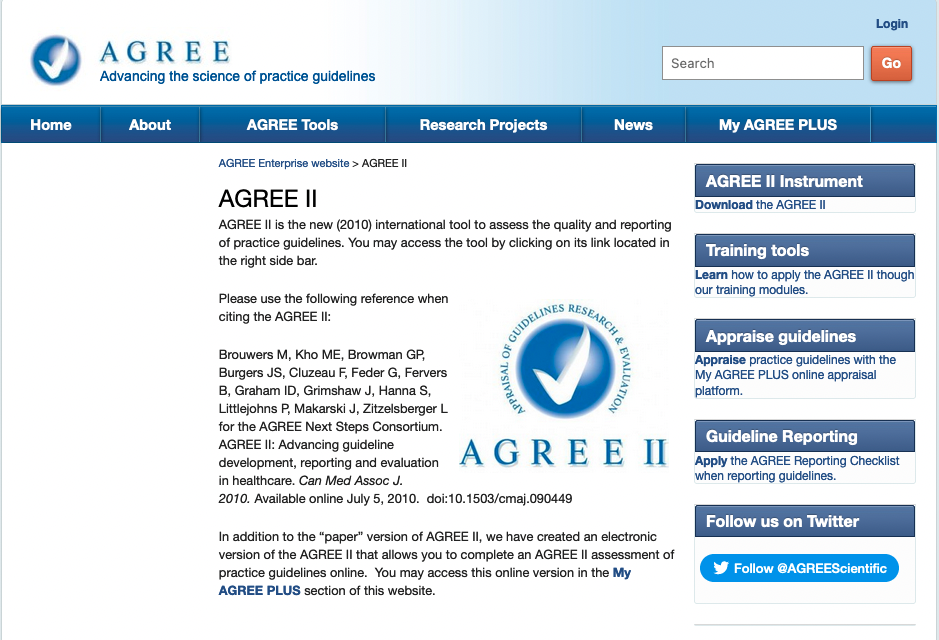 Login
AGREE
Advancing the science of practice guidelines
Search
Go
Home
About
AGREE Tools
Research Projects
News
My AGREE PLUS
AGREE Enterprise website > AGREE II
AGREE II
AGREE II is the new (2010) international tool to assess the quality and reporting
of practice guidelines. You may access the tool by clicking on its link located in
the right side bar.
Please use the following reference when
citing the AGREE II:
Brouwers M, Kho ME, Browman GP,
Burgers JS, Cluzeau F, Feder G, Fervers
B, Graham ID, Grimshaw J, Hanna S,
Littlejohns P, Makarski J, Zitzelsberger L
for the AGREE Next Steps Consortium.
AGREE II: Advancing guideline
development, reporting and evaluation
in healthcare. Can Med Assoc J.
2010. Available online July 5, 2010. doi:10.1503/cmaj.090449
APPRAISAL OF GUIDELINES RESEARCH & EVALUATION
AGREE II
In addition to the “paper” version of AGREE II, we have created an electronic
version of the AGREE II that allows you to complete an AGREE II assessment of
practice guidelines online. You may access this online version in the My
AGREE PLUS section of this website.
AGREE II Instrument
Download the AGREE II
Training tools
Learn how to apply the AGREE II though
our training modules.
Appraise guidelines
Appraise practice guidelines with the
My AGREE PLUS online appraisal
platform.
Guideline Reporting
Apply the AGREE Reporting Checklist
when reporting guidelines.
Follow us on Twitter
Follow @AGREEScientific